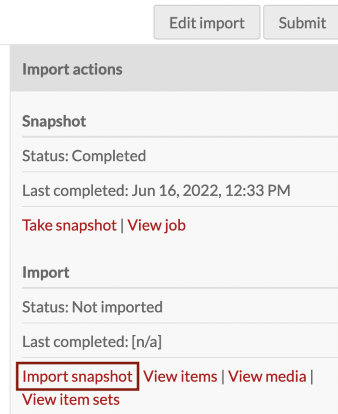 Edit import
Submit
Import actions
Snapshot
Status: Completed
Last completed: Jun 16, 2022, 12:33 PM
Take snapshot | View job
Import
Status: Not imported
Last completed: [n/a]
Import snapshot View items | View media |
View item sets